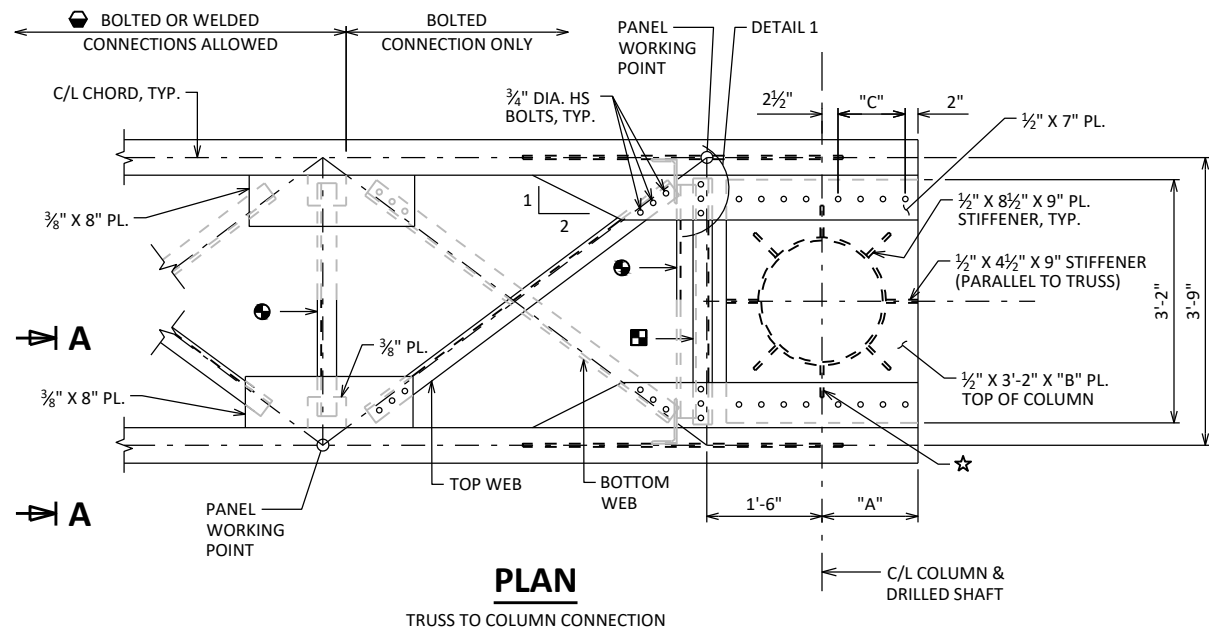 BOLTED OR WELDED
CONNECTIONS ALLOWED
BOLTED
CONNECTION ONLY
PANEL
WORKING
POINT
DETAIL 1
C/L CHORD, TYP.
¾" DIA. HS
BOLTS, TYP.
2½"
"C"
2"
½" X 7" PL.
⅜" X 8" PL.
1
2
½" X 8½" X 9" PL.
STIFFENER, TYP.
½" X 4½" X 9" STIFFENER
(PARALLEL TO TRUSS)
3'-2"
3'-9"
A
⅜" PL.
⅜" X 8" PL.
½" X 3'-2" X "B" PL.
TOP OF COLUMN
TOP WEB
BOTTOM
WEB
A
PANEL
WORKING
POINT
1'-6"
"A"
C/L COLUMN &
DRILLED SHAFT
PLAN
TRUSS TO COLUMN CONNECTION